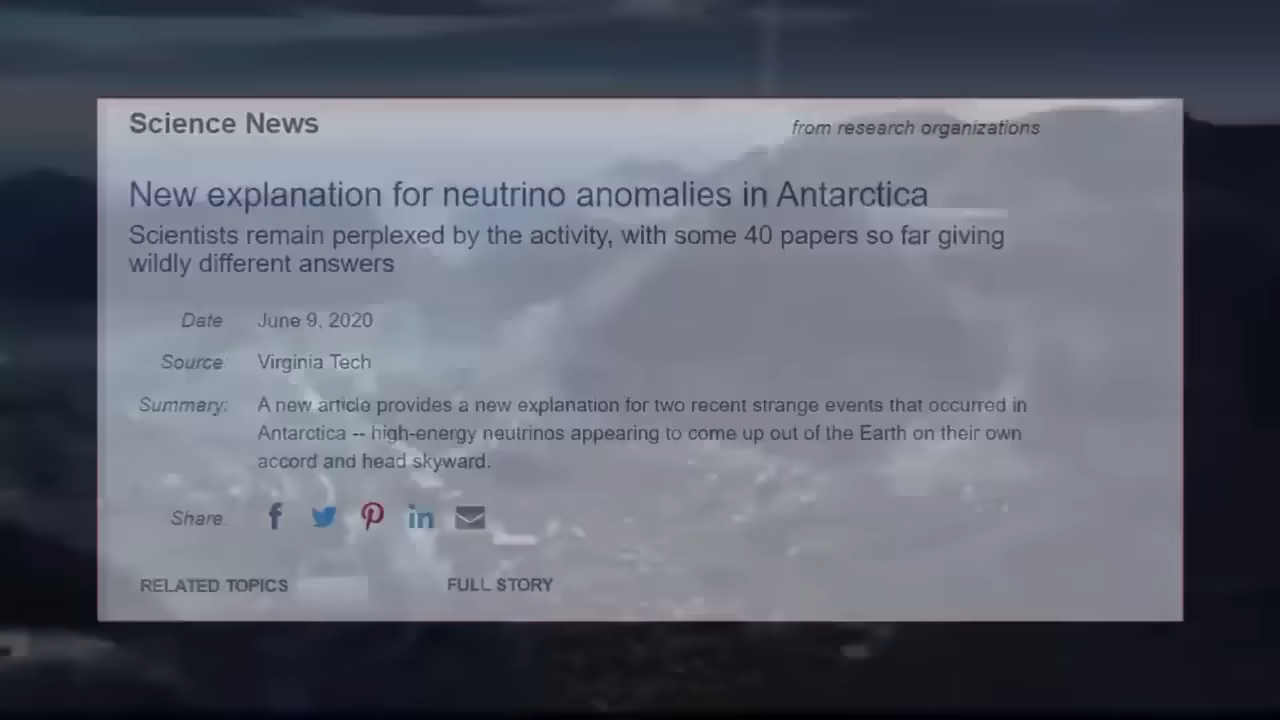 Science News
from research organizations
New explanation for neutrino anomalies in Antarctica
Scientists remain perplexed by the activity, with some 40 papers so far giving
wildly different answers
Date June 9, 2020
Source: Virginia Tech
Summary: A new article provides a new explanation for two recent strange events that occurred in
Antarctica -- high-energy neutrinos appearing to come up out of the Earth on their own
accord and head skyward.
Share:
RELATED TOPICS
FULL STORY